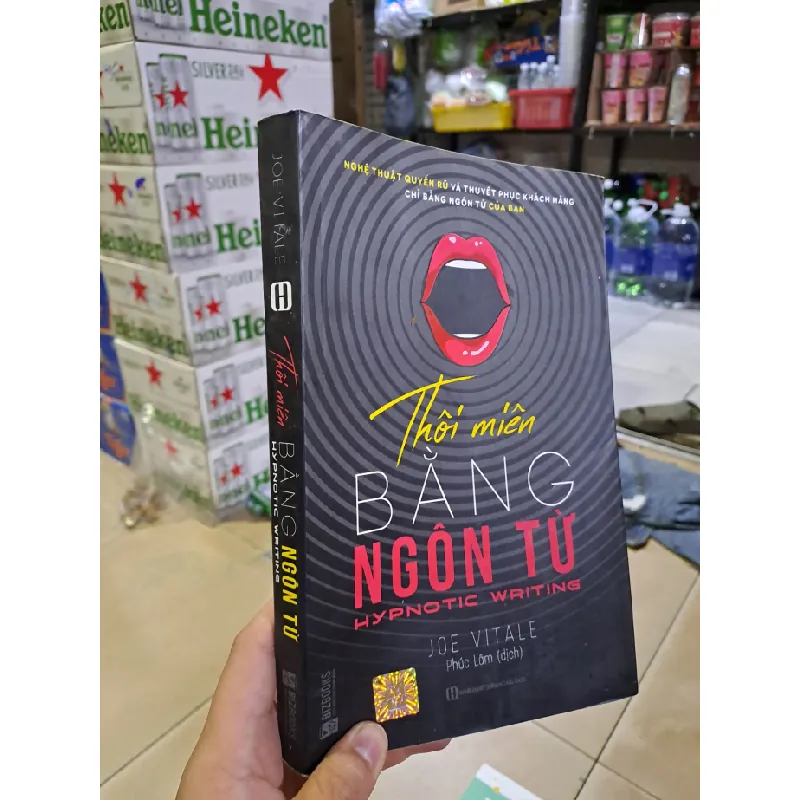 Heineken
SILVER
Heineken
SILVER
Heineken
JOE VITALE
H
Thôi miên
BẰNG NGÔN TỪ
HYPNOTIC WRITING
BIZBOOKS
NGHỆ THUẬT QUYẾN RŨ VÀ THUYẾT PHỤC KHÁCH HÀNG
CHỈ BẰNG NGÔN TỪ CỦA BẠN
Thôi miên
BẰNG
NGÔN TỪ
HYPNOTIC WRITING
JOE VITALE
Phúc Lâm (dịch)